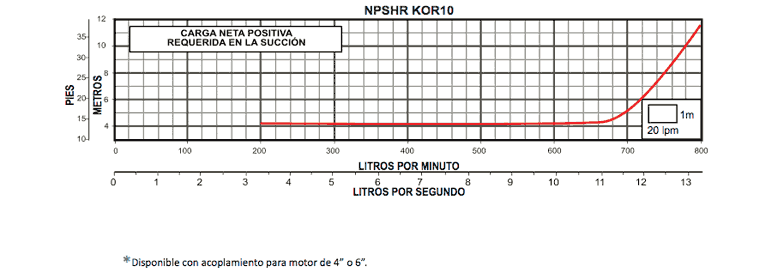 NPSHR KOR10
CARGA NETA POSITIVA
REQUERIDA EN LA SUCCIÓN
PIES
40
35
30
25
20
15
10
METROS
12
10
8
6
4
1m
20 lpm
0 100 200 300 400 500 600 700 800
LITROS POR MINUTO
0 1 2 3 4 5 6 7 8 9 10 11 12 13
LITROS POR SEGUNDO
*Disponible con acoplamiento para motor de 4” o 6”.